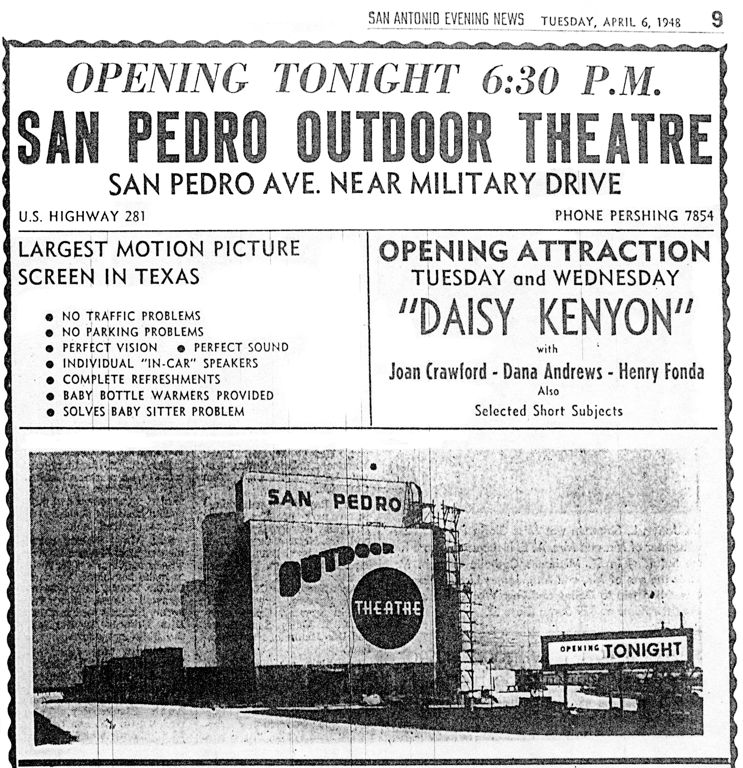 SAN ANTONIO EVENING NEWS TUESDAY, APRIL 6, 1948 9
OPENING TONIGHT 6:30 P.M.
SAN PEDRO OUTDOOR THEATRE
SAN PEDRO AVE. NEAR MILITARY DRIVE
U.S. HIGHWAY 281 PHONE PERSHING 7854
LARGEST MOTION PICTURE
SCREEN IN TEXAS
● NO TRAFFIC PROBLEMS
● NO PARKING PROBLEMS
● PERFECT VISION ● PERFECT SOUND
● INDIVIDUAL "IN-CAR" SPEAKERS
● COMPLETE REFRESHMENTS
● BABY BOTTLE WARMERS PROVIDED
● SOLVES BABY SITTER PROBLEM
OPENING ATTRACTION
TUESDAY and WEDNESDAY
"DAISY KENYON"
with
Joan Crawford - Dana Andrews - Henry Fonda
Also
Selected Short Subjects
SAN PEDRO
OUTDOOR
THEATRE
OPENING TONIGHT